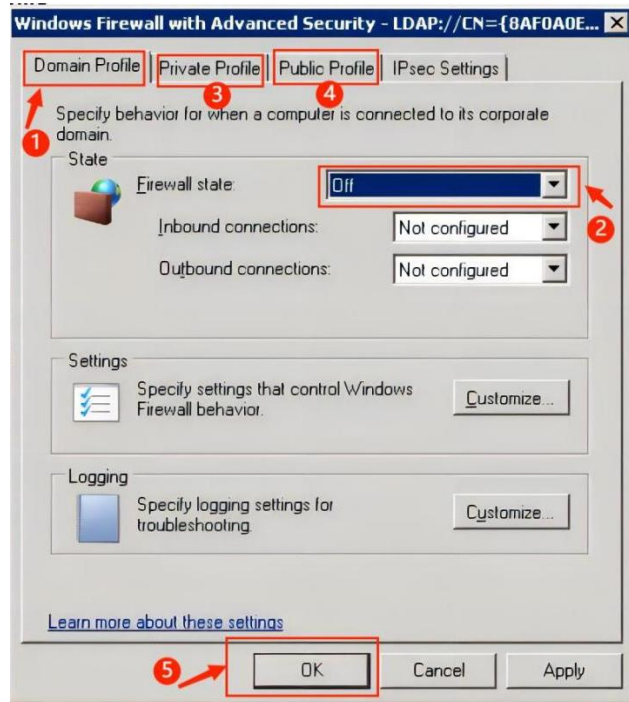 Windows Firewall with Advanced Security - LDAP://CN={8AF0A0E...
Domain Profile Private Profile Public Profile IPsec Settings
3 4
1
Specify behavior for when a computer is connected to its corporate
domain.
State
Firewall state: Off
2
Inbound connections: Not configured
Outbound connections: Not configured
Settings
Specify settings that control Windows
Firewall behavior.
Customize...
Logging
Specify logging settings for
troubleshooting.
Customize...
Learn more about these settings
5
OK Cancel Apply